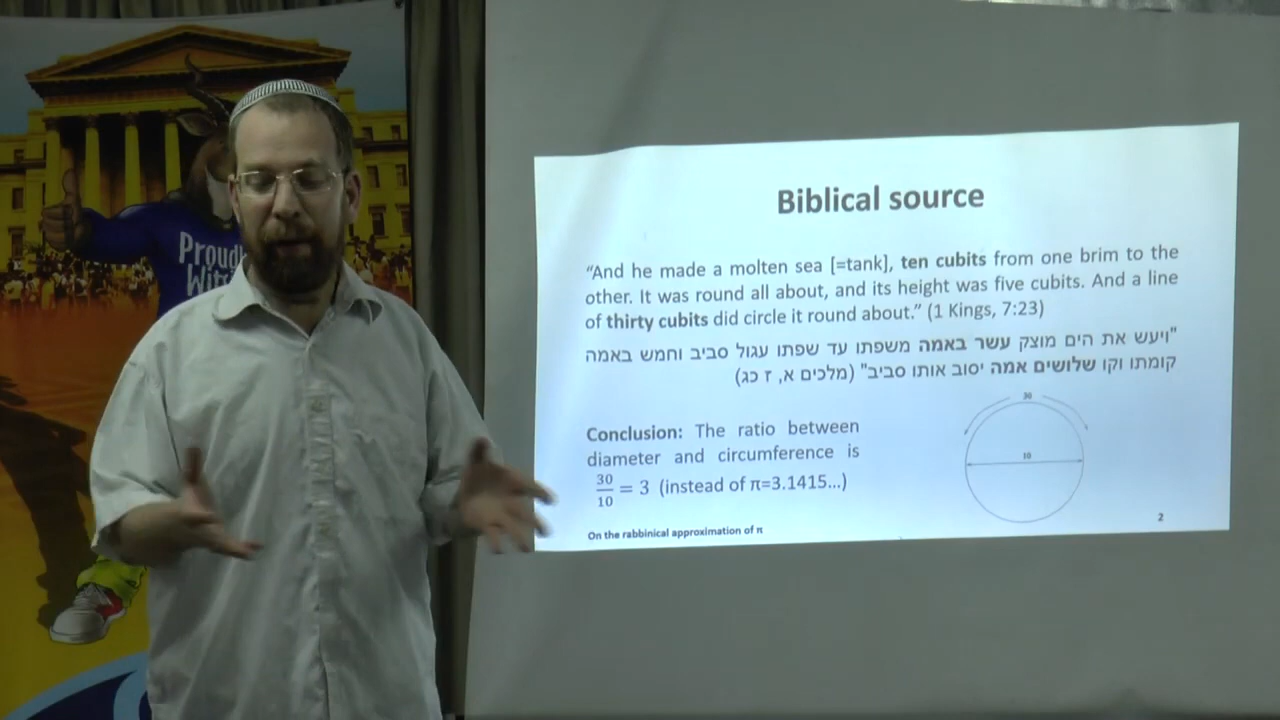 Proudl
Wit
Biblical source
“And he made a molten sea [=tank], ten cubits from one brim to the
other. It was round all about, and its height was five cubits. And a line
of thirty cubits did circle it round about.” (1 Kings, 7:23)
"ויעש את הים מוצק עשר באמה משפתו עד שפתו עגול סביב וחמש באמה
קומתו וקו שלושים אמה יסוב אותו סביב" (מלכים א, ז כג)
30
10
Conclusion: The ratio between
diameter and circumference is
30/10 = 3 (instead of π=3.1415...)
On the rabbinical approximation of π
2